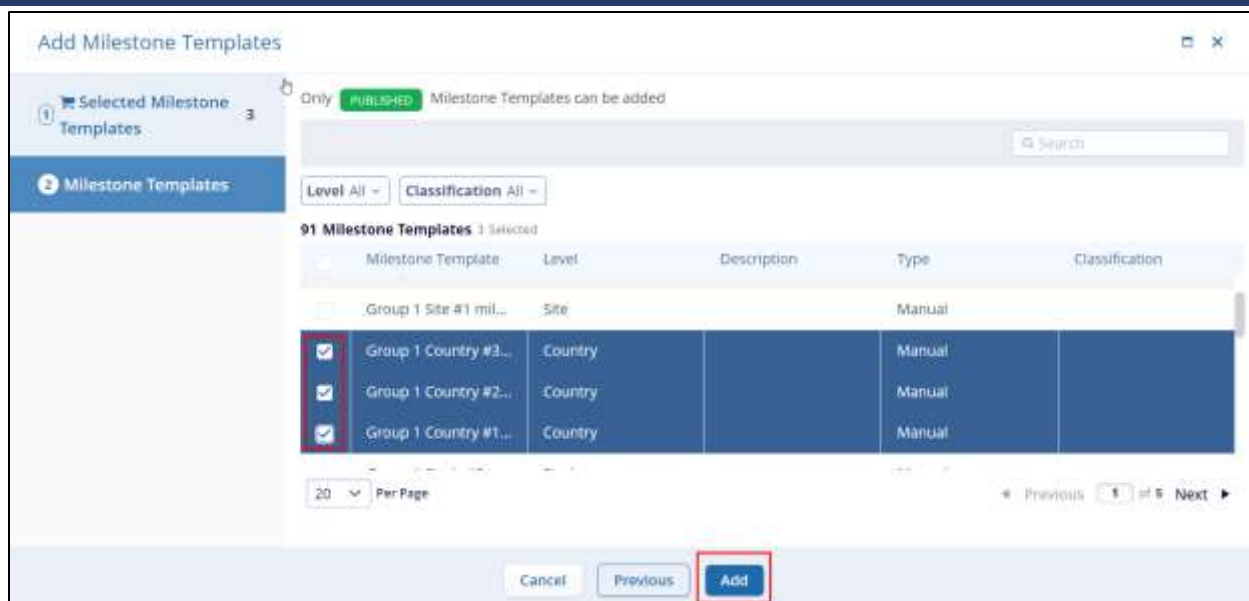 Add Milestone Templates
1 Selected Milestone Templates 3
2 Milestone Templates
Only PUBLISHED Milestone Templates can be added
Search
Level All Classification All
91 Milestone Templates 3 Selected
Milestone Template Level Description Type Classification
Group 1 Site #1 mil... Site Manual
Group 1 Country #3... Country Manual
Group 1 Country #2... Country Manual
Group 1 Country #1... Country Manual
20 Per Page Previous 1 of 5 Next
Cancel Previous Add